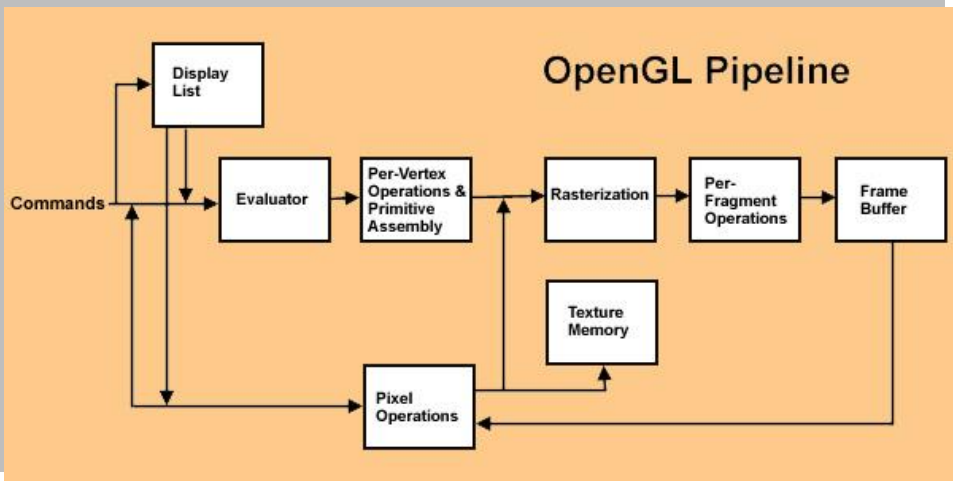 OpenGL Pipeline
Display
List
Commands
Evaluator
Per-Vertex
Operations &
Primitive
Assembly
Rasterization
Per-
Fragment
Operations
Frame
Buffer
Texture
Memory
Pixel
Operations